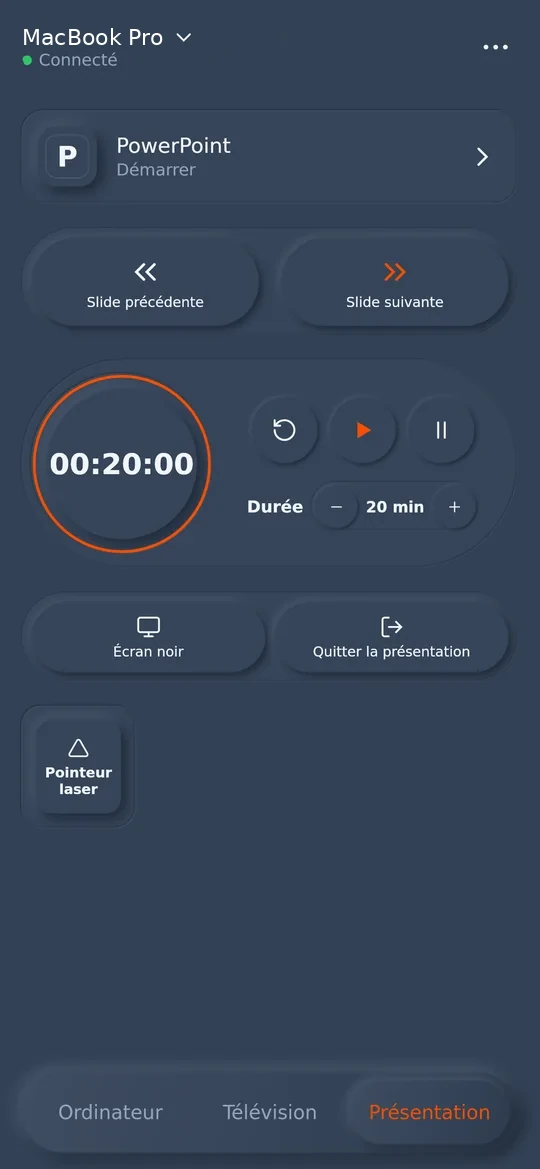 MacBook Pro
Connecté
P
PowerPoint
Démarrer
Slide précédente
Slide suivante
00:20:00
Durée
− 20 min +
Écran noir
Quitter la présentation
Pointeur
laser
Ordinateur
Télévision
Présentation